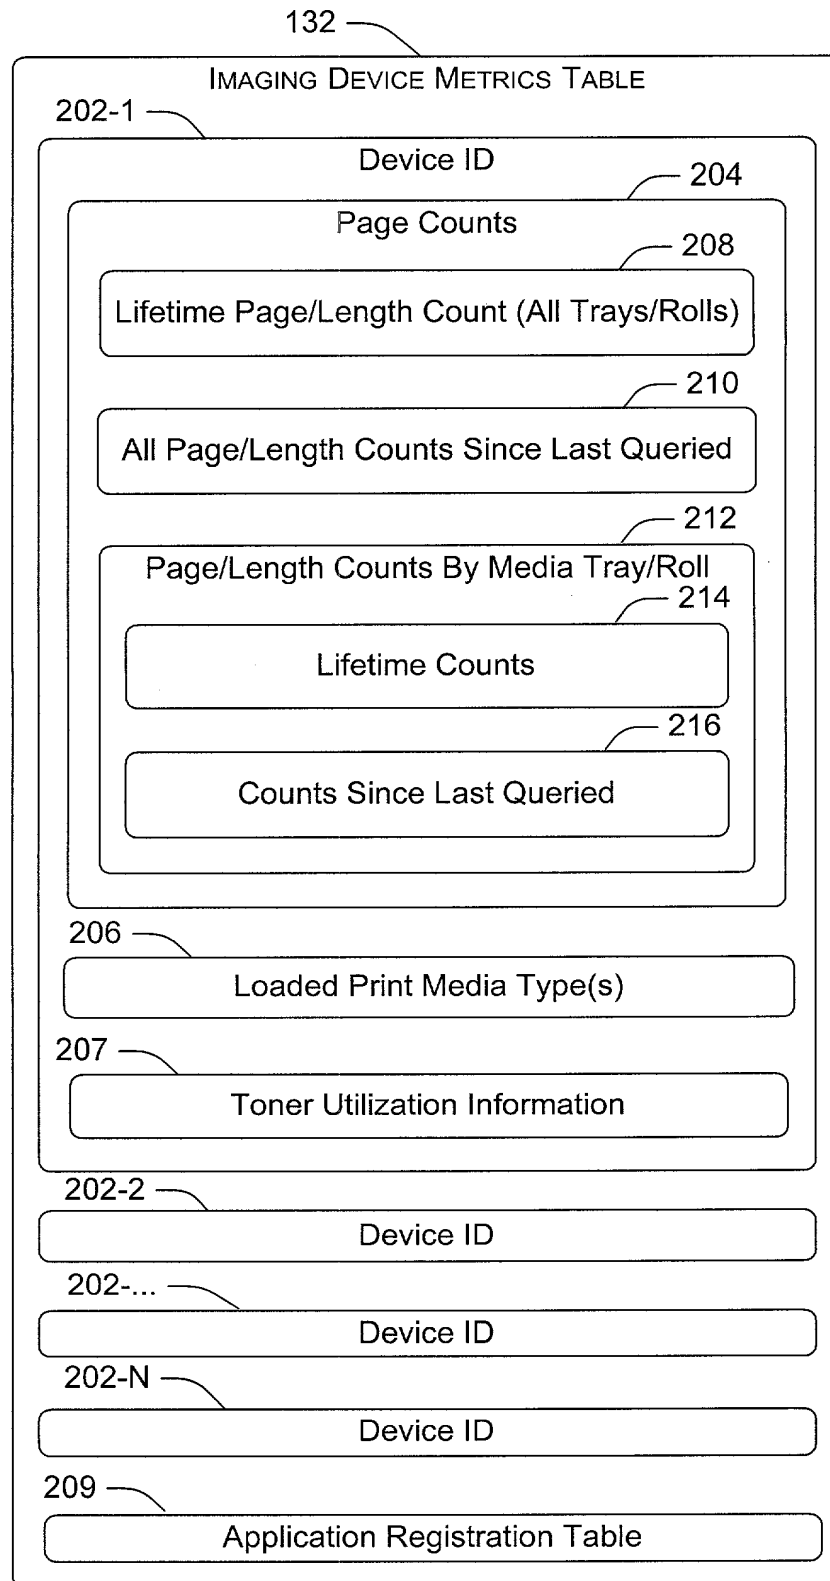 132
IMAGING DEVICE METRICS TABLE
202-1
Device ID
204
Page Counts
208
Lifetime Page/Length Count (All Trays/Rolls)
210
All Page/Length Counts Since Last Queried
212
Page/Length Counts By Media Tray/Roll
214
Lifetime Counts
216
Counts Since Last Queried
206
Loaded Print Media Type(s)
207
Toner Utilization Information
202-2
Device ID
202-...
Device ID
202-N
Device ID
209
Application Registration Table